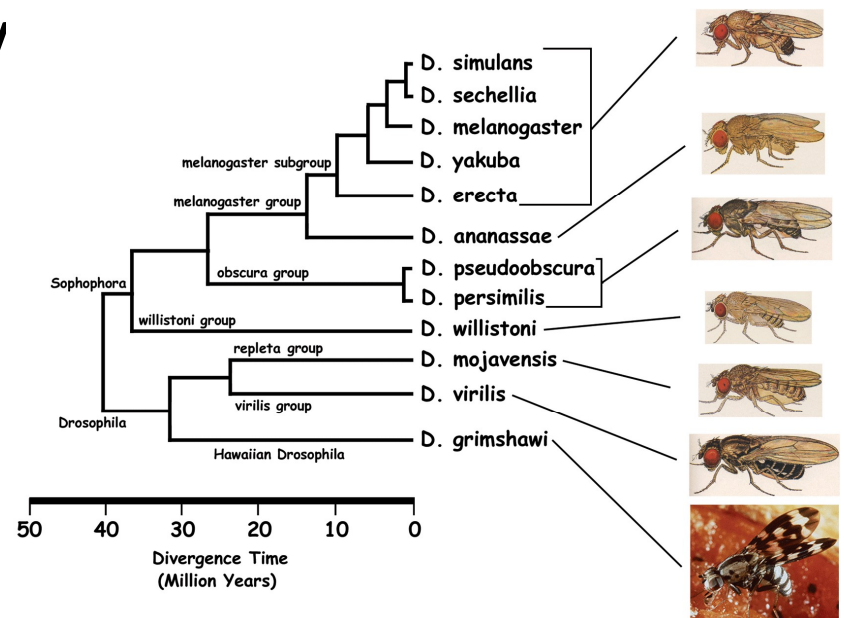 D. simulans
D. sechellia
D. melanogaster
melanogaster subgroup
D. yakuba
melanogaster group
D. erecta
D. ananassae
obscura group
D. pseudoobscura
Sophophora
D. persimilis
willistoni group
D. willistoni
repleta group
D. mojavensis
virilis group
D. virilis
Drosophila
D. grimshawi
Hawaiian Drosophila
50 40 30 20 10 0
Divergence Time
(Million Years)